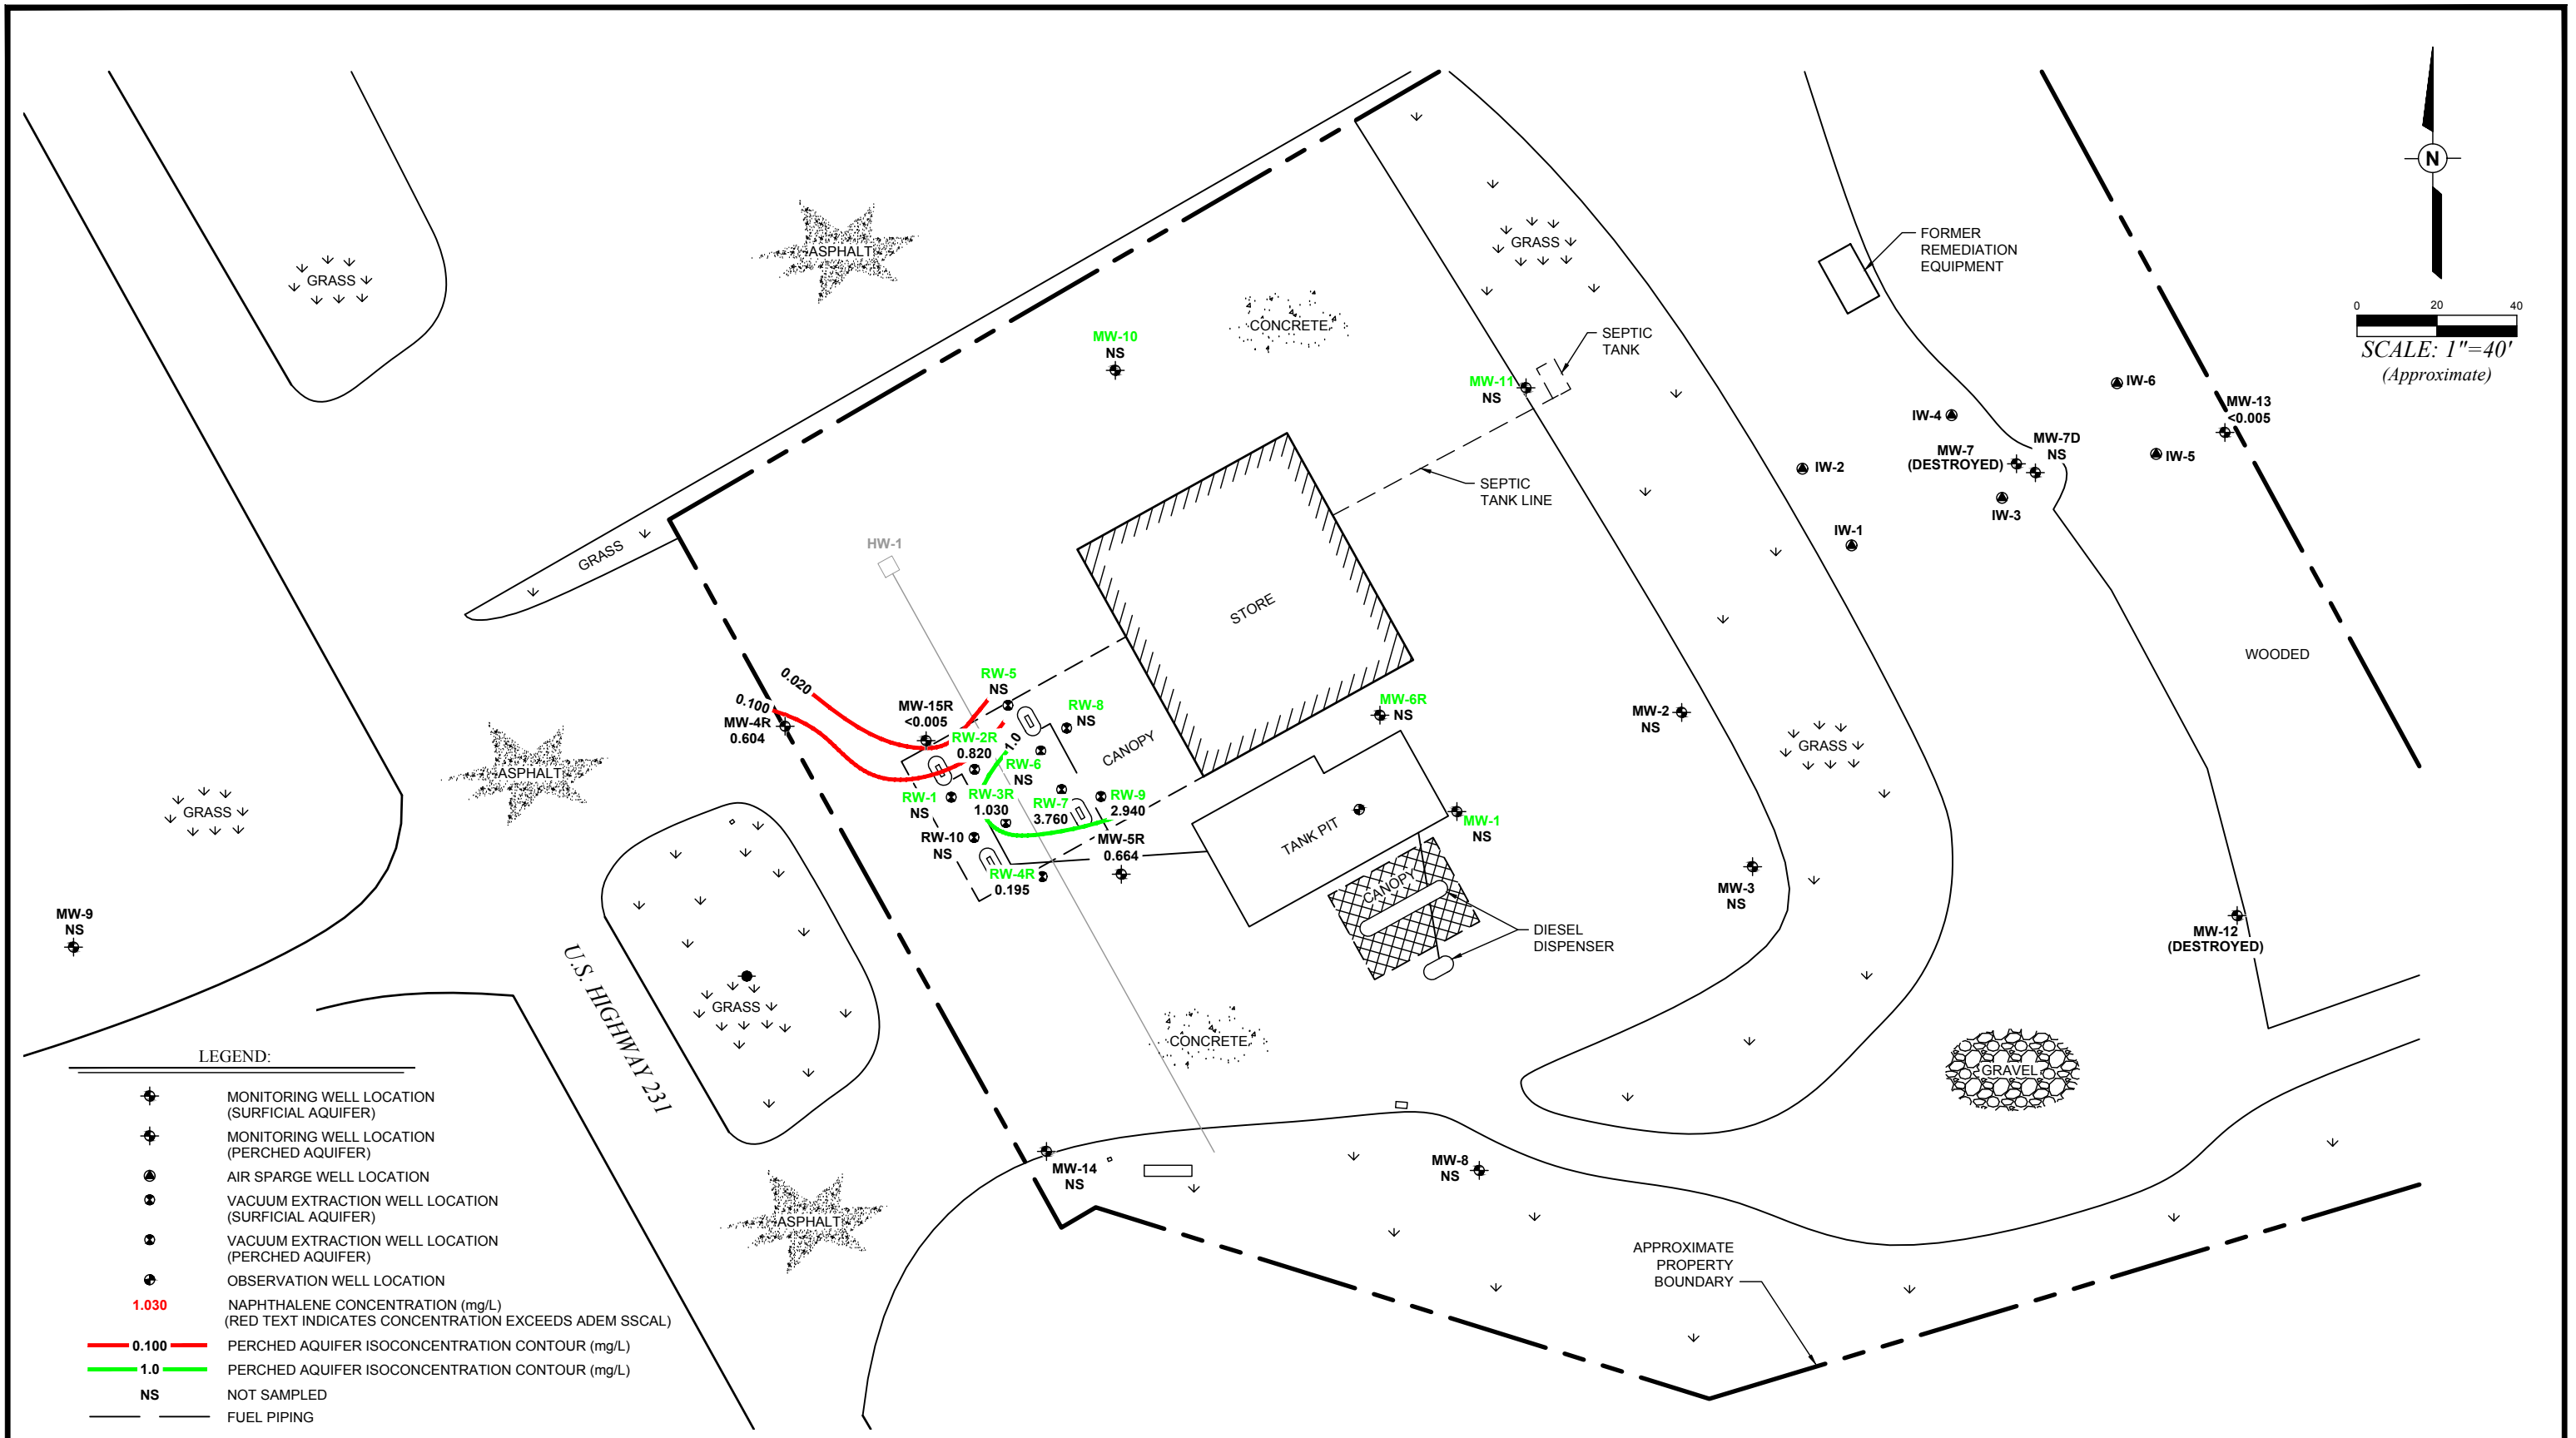 N
0 20 40
SCALE: 1"=40'
(Approximate)
GRASS
ASPHALT
GRASS
FORMER
REMEDIATION
EQUIPMENT
CONCRETE
SEPTIC
TANK
MW-10
NS
MW-11
NS
IW-6
MW-13
<0.005
IW-4
MW-7D
NS
MW-7
(DESTROYED)
IW-5
IW-2
IW-3
IW-1
SEPTIC
TANK LINE
GRASS
HW-1
STORE
WOODED
0.020
0.100
MW-4R
0.604
MW-15R
<0.005
RW-5
NS
RW-8
NS
MW-6R
NS
MW-2
NS
RW-2R
0.820
1.0
RW-6
NS
CANOPY
GRASS
ASPHALT
RW-1
NS
RW-3R
1.030
RW-7
3.760
RW-9
2.940
GRASS
RW-10
NS
MW-5R
0.664
TANK PIT
MW-1
NS
RW-4R
0.195
CANOPY
MW-3
NS
MW-9
NS
DIESEL
DISPENSER
MW-12
(DESTROYED)
GRASS
U.S. HIGHWAY 231
CONCRETE
GRAVEL
MW-14
NS
MW-8
NS
ASPHALT
APPROXIMATE
PROPERTY
BOUNDARY
LEGEND:
MONITORING WELL LOCATION
(SURFICIAL AQUIFER)
MONITORING WELL LOCATION
(PERCHED AQUIFER)
AIR SPARGE WELL LOCATION
VACUUM EXTRACTION WELL LOCATION
(SURFICIAL AQUIFER)
VACUUM EXTRACTION WELL LOCATION
(PERCHED AQUIFER)
OBSERVATION WELL LOCATION
1.030 NAPHTHALENE CONCENTRATION (mg/L)
(RED TEXT INDICATES CONCENTRATION EXCEEDS ADEM SSCAL)
0.100 PERCHED AQUIFER ISOCONCENTRATION CONTOUR (mg/L)
1.0 PERCHED AQUIFER ISOCONCENTRATION CONTOUR (mg/L)
NS NOT SAMPLED
FUEL PIPING